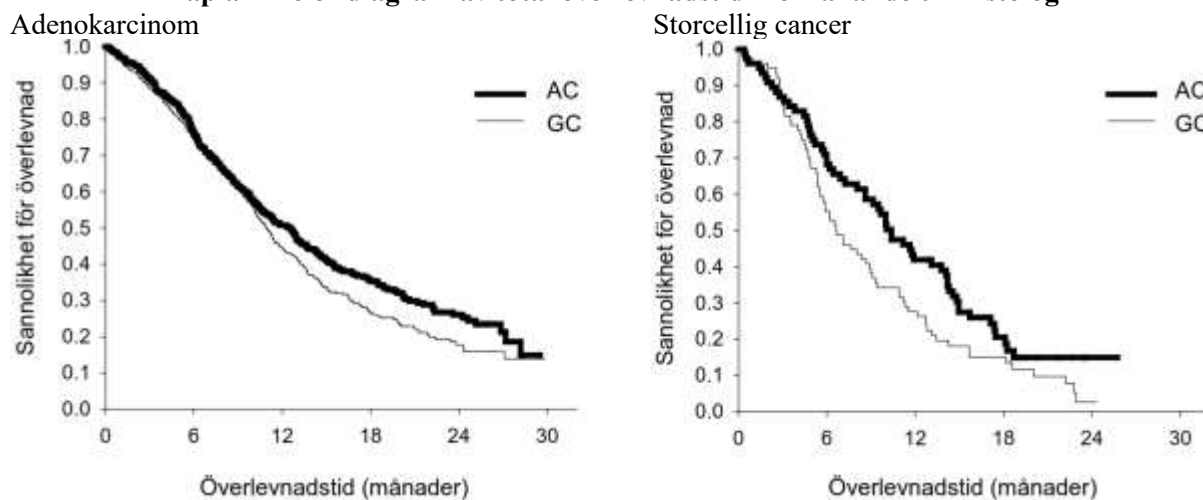 Adenokarcinom
Sannolikhet för överlevnad
1.0
0.9
0.8
0.7
0.6
0.5
0.4
0.3
0.2
0.1
0.0
AC
GC
0 6 12 18 24 30
Överlevnadstid (månader)
Storcellig cancer
Sannolikhet för överlevnad
1.0
0.9
0.8
0.7
0.6
0.5
0.4
0.3
0.2
0.1
0.0
AC
GC
0 6 12 18 24 30
Överlevnadstid (månader)